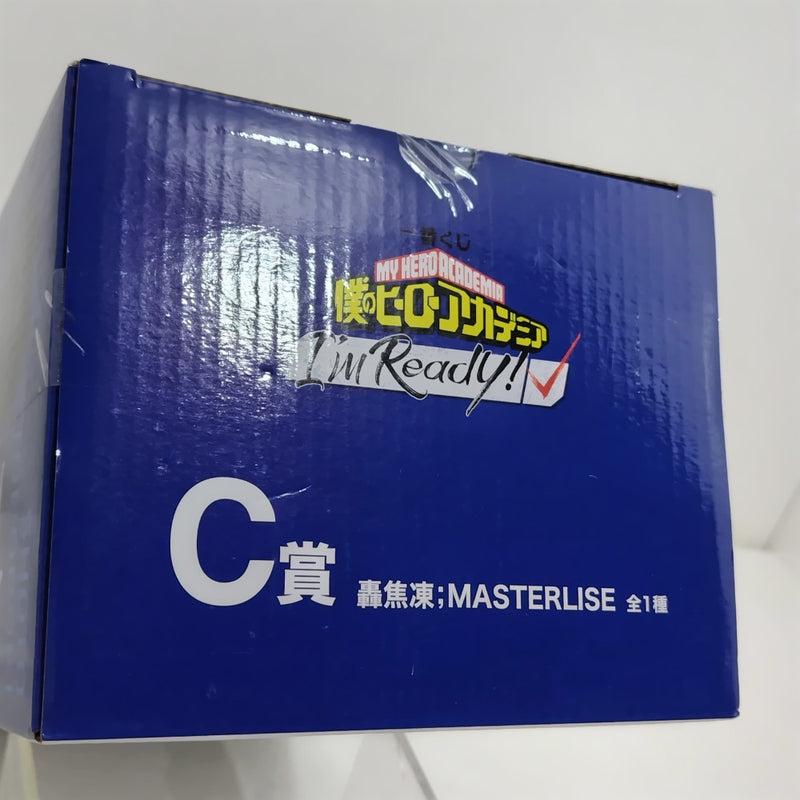 一番くじ
MY HERO ACADEMIA
僕のヒーローアカデミア
I'm Ready!
C賞 轟焦凍;MASTERLISE 全1種